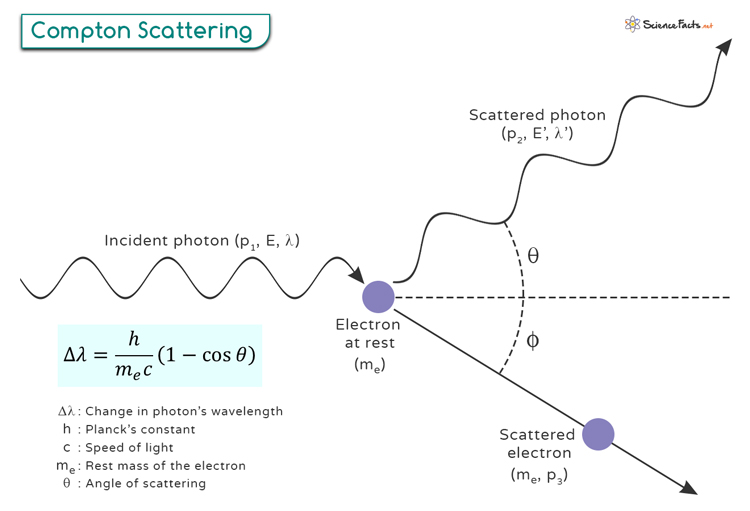 Compton Scattering
ScienceFacts.net
Scattered photon
(p₂, E’, λ’)
Incident photon (p₁, E, λ)
θ
Electron
at rest
(mₑ)
ϕ
Δλ = h/(mₑc) (1 − cos θ)
Δλ : Change in photon’s wavelength
h : Planck’s constant
c : Speed of light
mₑ : Rest mass of the electron
θ : Angle of scattering
Scattered
electron
(mₑ, p₃)